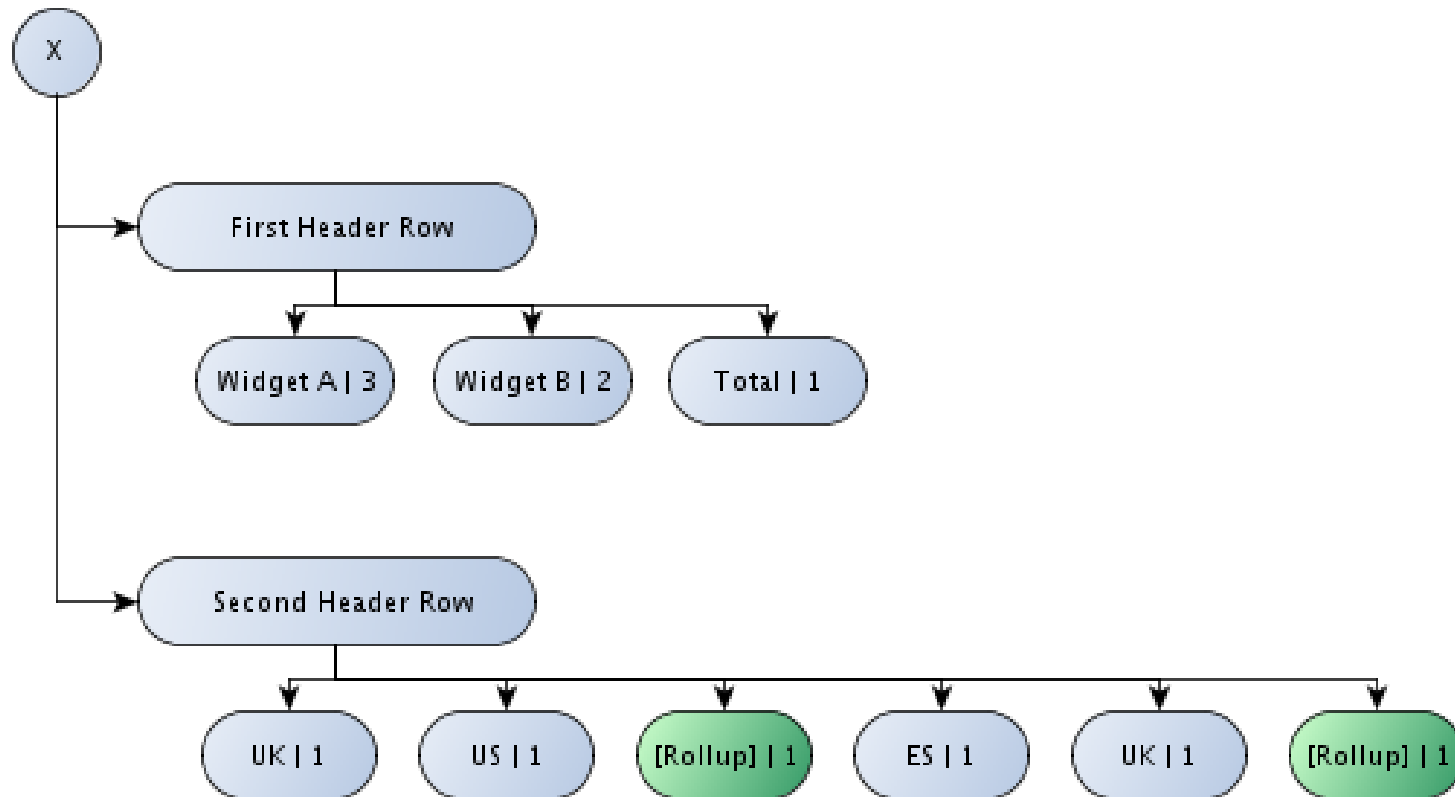 X
First Header Row
Widget A | 3
Widget B | 2
Total | 1
Second Header Row
UK | 1
US | 1
[Rollup] | 1
ES | 1
UK | 1
[Rollup] | 1